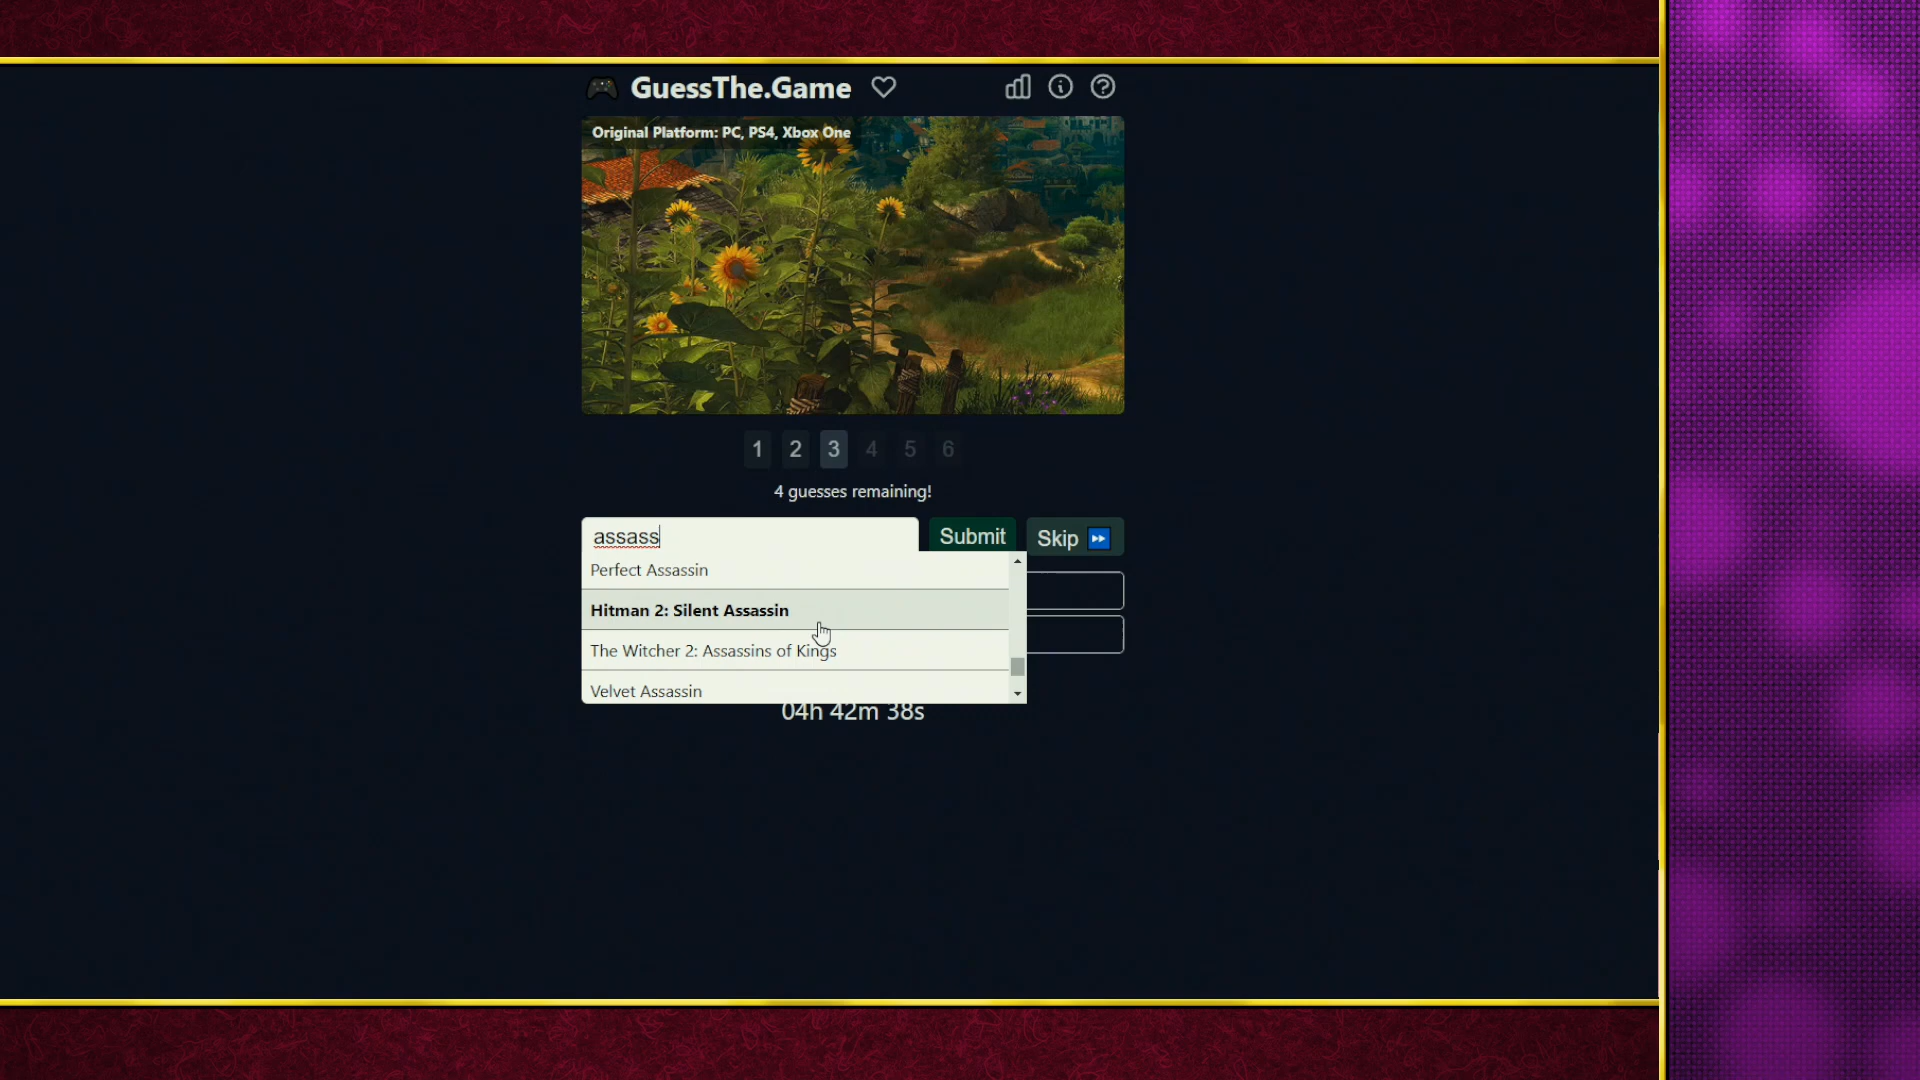 GuessThe.Game
Original Platform: PC, PS4, Xbox One
1 2 3 4 5 6
4 guesses remaining!
assass
Submit
Skip
Perfect Assassin
Hitman 2: Silent Assassin
The Witcher 2: Assassins of Kings
Velvet Assassin
04h 42m 38s